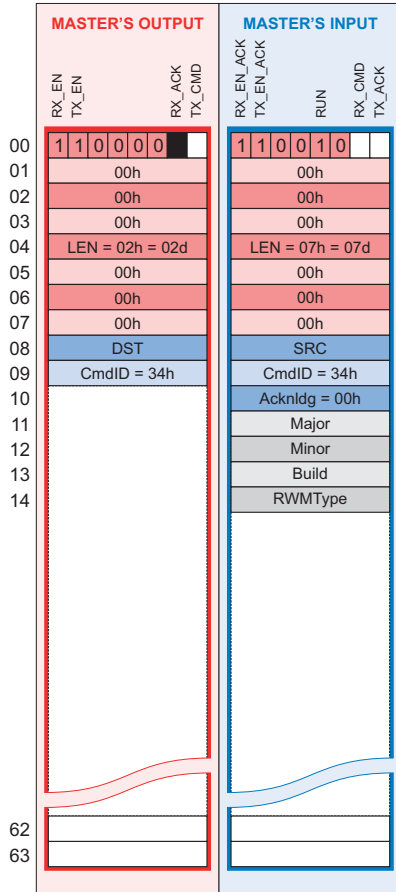 MASTER'S OUTPUT MASTER'S INPUT
RX_EN TX_EN RX_ACK TX_CMD RX_EN_ACK TX_EN_ACK RUN RX_CMD TX_ACK
00 1 1 0 0 0 0 1 1 0 0 1 0
01 00h 00h
02 00h 00h
03 00h 00h
04 LEN = 02h = 02d LEN = 07h = 07d
05 00h 00h
06 00h 00h
07 00h 00h
08 DST SRC
09 CmdID = 34h CmdID = 34h
10 Acknldg = 00h
11 Major
12 Minor
13 Build
14 RWMType
62
63